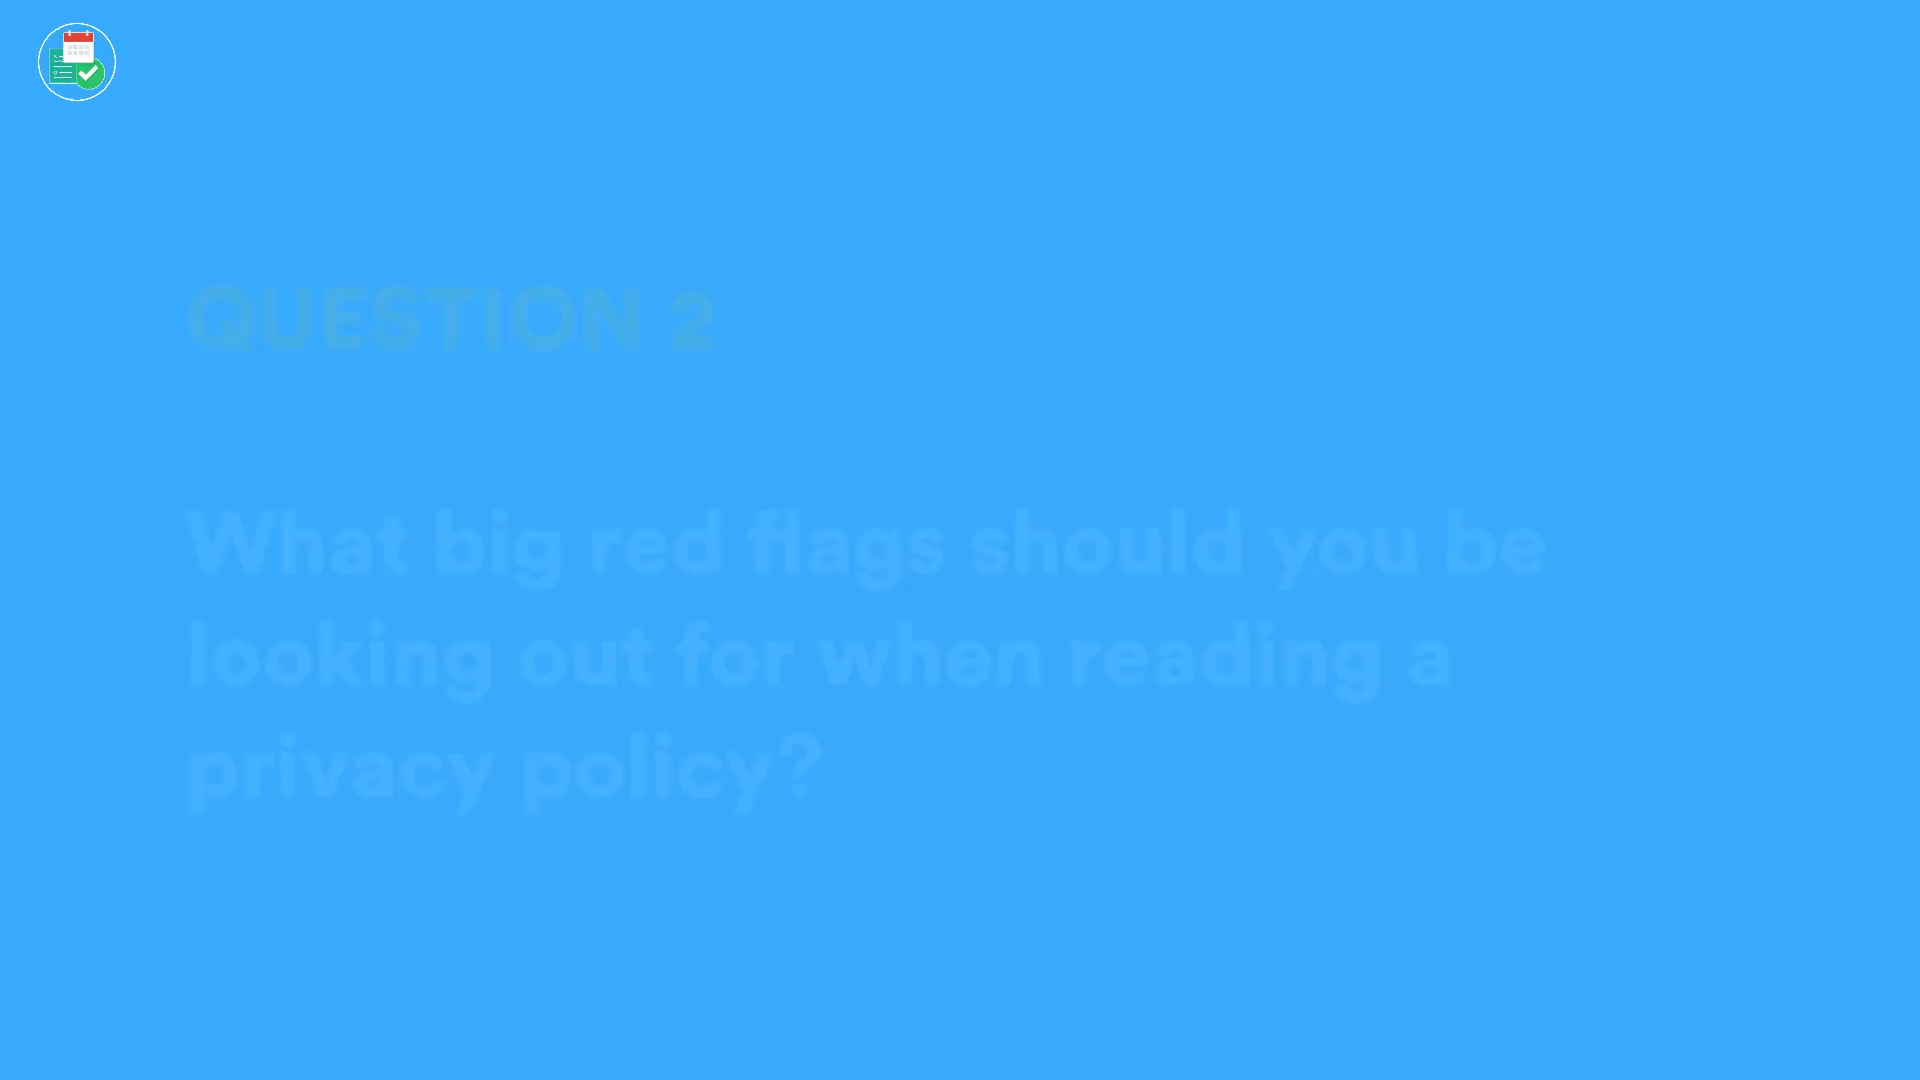 QUESTION 2
What big red flags should you be
looking out for when reading a
privacy policy?